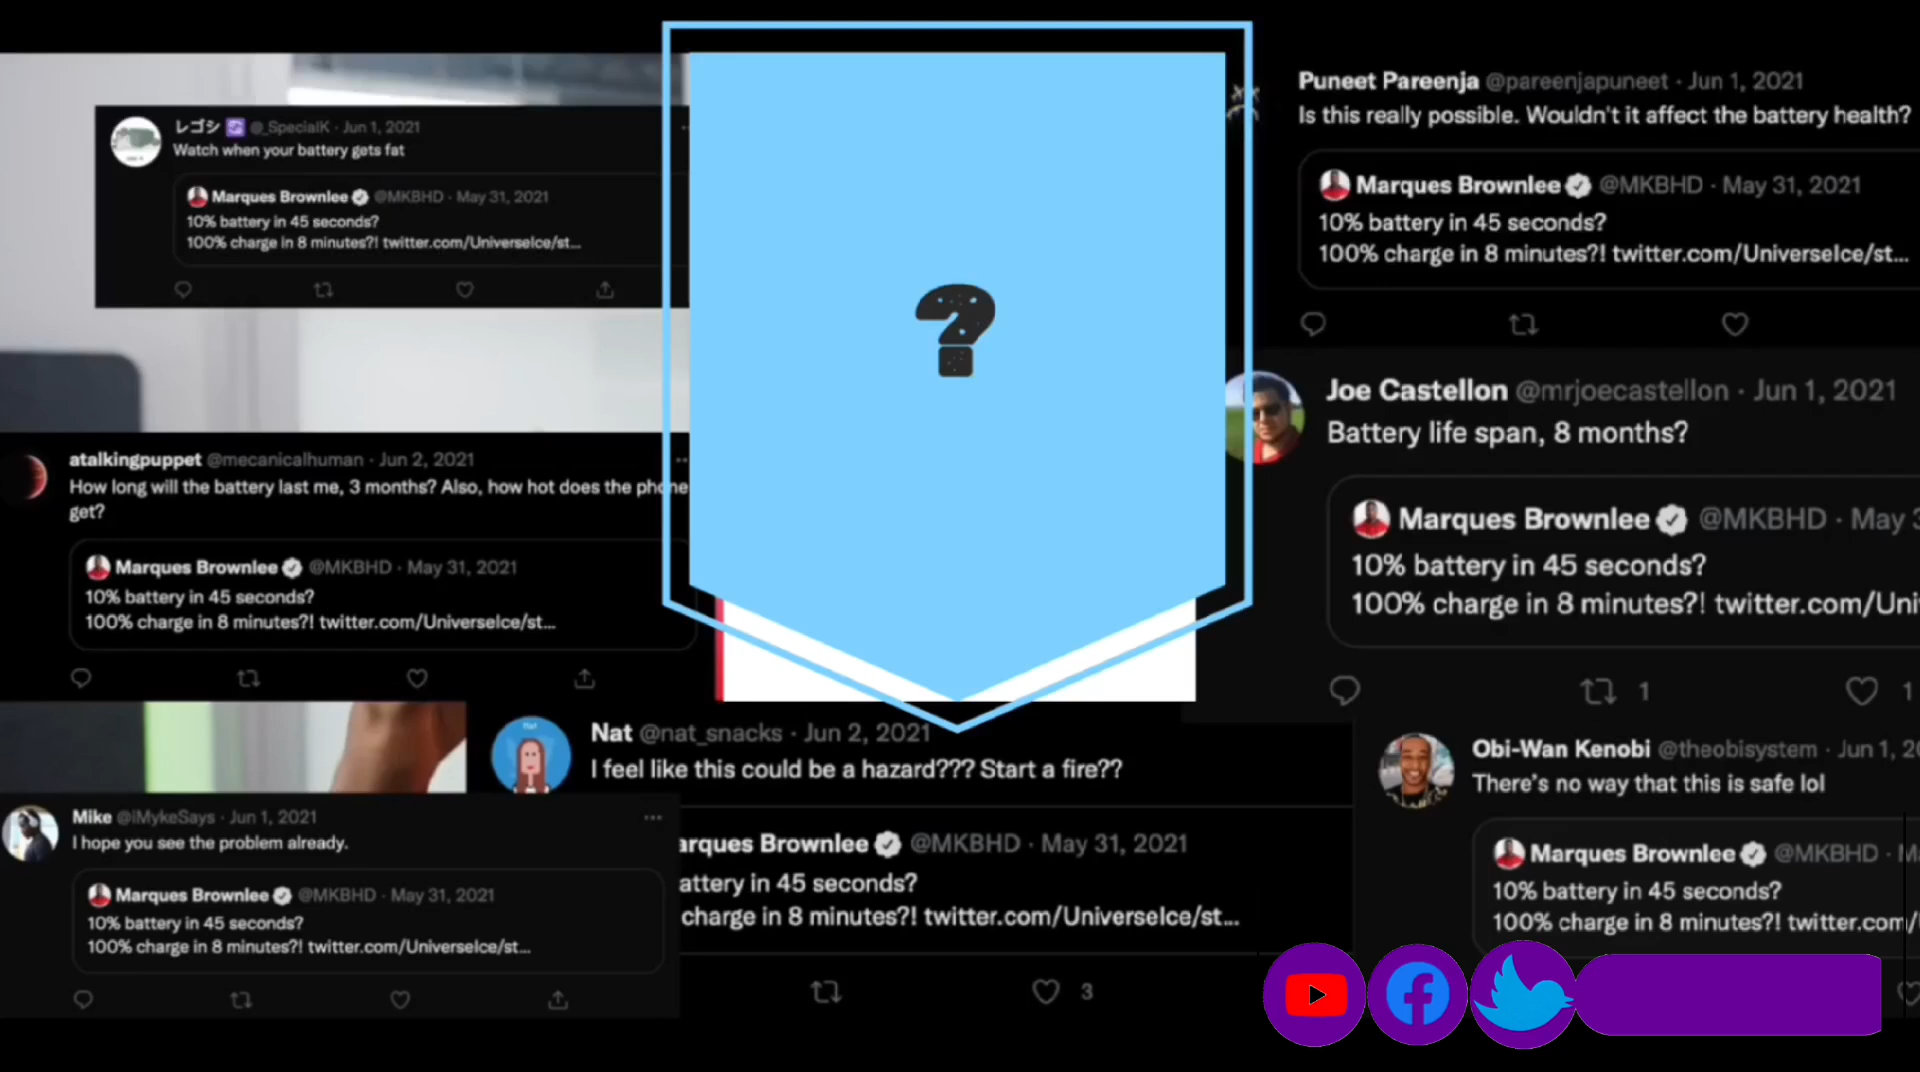 レゴシ @_SpecialK · Jun 1, 2021
Watch when your battery gets fat
Marques Brownlee @MKBHD · May 31, 2021
10% battery in 45 seconds?
100% charge in 8 minutes?! twitter.com/UniverseIce/st...
atalkingpuppet @mecanicalhuman · Jun 2, 2021
How long will the battery last me, 3 months? Also, how hot does the phone
get?
Marques Brownlee @MKBHD · May 31, 2021
10% battery in 45 seconds?
100% charge in 8 minutes?! twitter.com/UniverseIce/st...
Mike @iMykeSays · Jun 1, 2021
I hope you see the problem already.
Marques Brownlee @MKBHD · May 31, 2021
10% battery in 45 seconds?
100% charge in 8 minutes?! twitter.com/UniverseIce/st...
?
Nat @nat_snacks · Jun 2, 2021
I feel like this could be a hazard??? Start a fire??
arques Brownlee @MKBHD · May 31, 2021
attery in 45 seconds?
charge in 8 minutes?! twitter.com/UniverseIce/st...
3
Puneet Pareenja @pareenjapuneet · Jun 1, 2021
Is this really possible. Wouldn't it affect the battery health?
Marques Brownlee @MKBHD · May 31, 2021
10% battery in 45 seconds?
100% charge in 8 minutes?! twitter.com/UniverseIce/st...
Joe Castellon @mrjoecastellon · Jun 1, 2021
Battery life span, 8 months?
Marques Brownlee @MKBHD · May 3
10% battery in 45 seconds?
100% charge in 8 minutes?! twitter.com/Uni
1 1
Obi-Wan Kenobi @theobisystem · Jun 1, 20
There's no way that this is safe lol
Marques Brownlee @MKBHD · M
10% battery in 45 seconds?
100% charge in 8 minutes?! twitter.com/